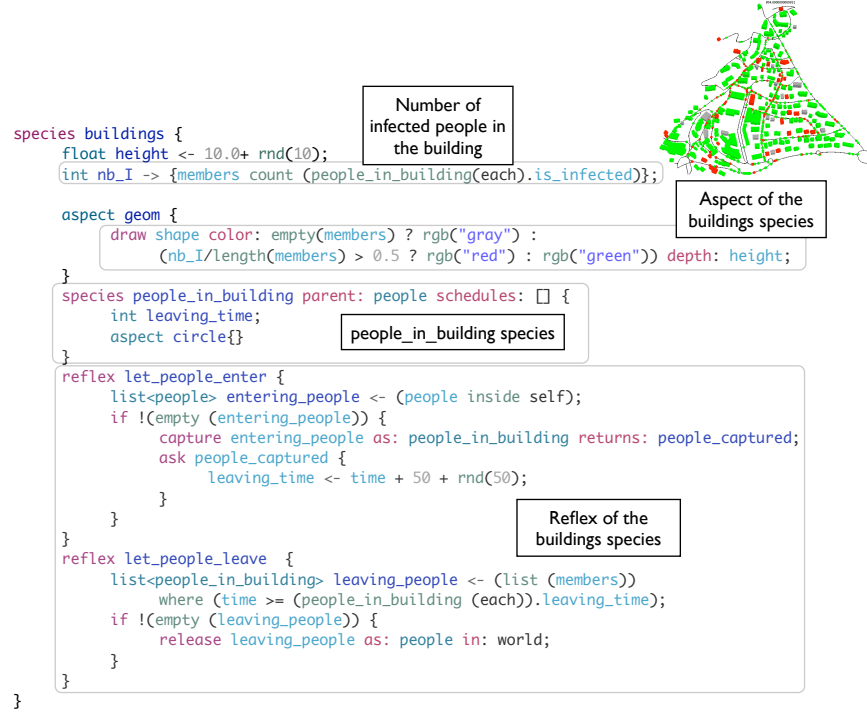 Number of
infected people in
the building
species buildings {
float height <- 10.0+ rnd(10);
int nb_I -> {members count (people_in_building(each).is_infected)};
Aspect of the
buildings species
aspect geom {
draw shape color: empty(members) ? rgb("gray") :
(nb_I/length(members) > 0.5 ? rgb("red") : rgb("green")) depth: height;
}
species people_in_building parent: people schedules: [] {
int leaving_time;
aspect circle{}
}
people_in_building species
reflex let_people_enter {
list<people> entering_people <- (people inside self);
if !(empty (entering_people)) {
capture entering_people as: people_in_building returns: people_captured;
ask people_captured {
leaving_time <- time + 50 + rnd(50);
}
}
}
Reflex of the
buildings species
reflex let_people_leave {
list<people_in_building> leaving_people <- (list (members))
where (time >= (people_in_building (each)).leaving_time);
if !(empty (leaving_people)) {
release leaving_people as: people in: world;
}
}
}